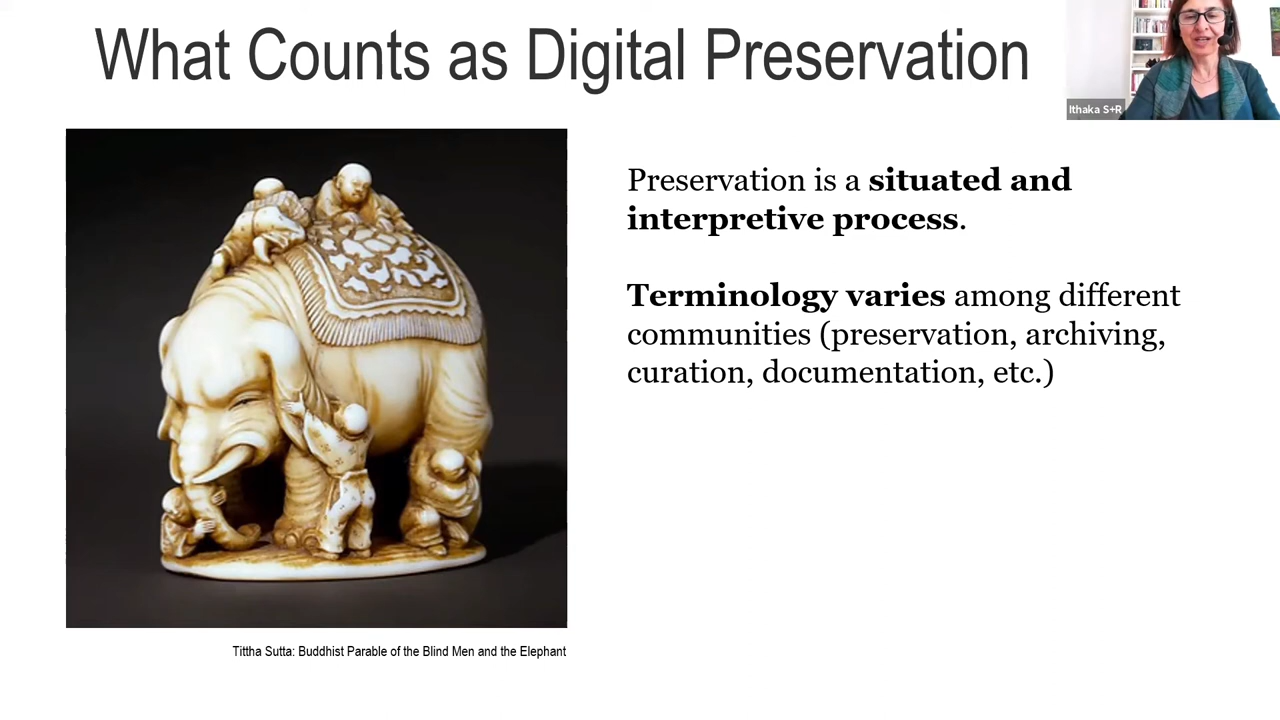 What Counts as Digital Preservation
Ithaka S+R
Preservation is a situated and
interpretive process.
Terminology varies among different
communities (preservation, archiving,
curation, documentation, etc.)
Tittha Sutta: Buddhist Parable of the Blind Men and the Elephant